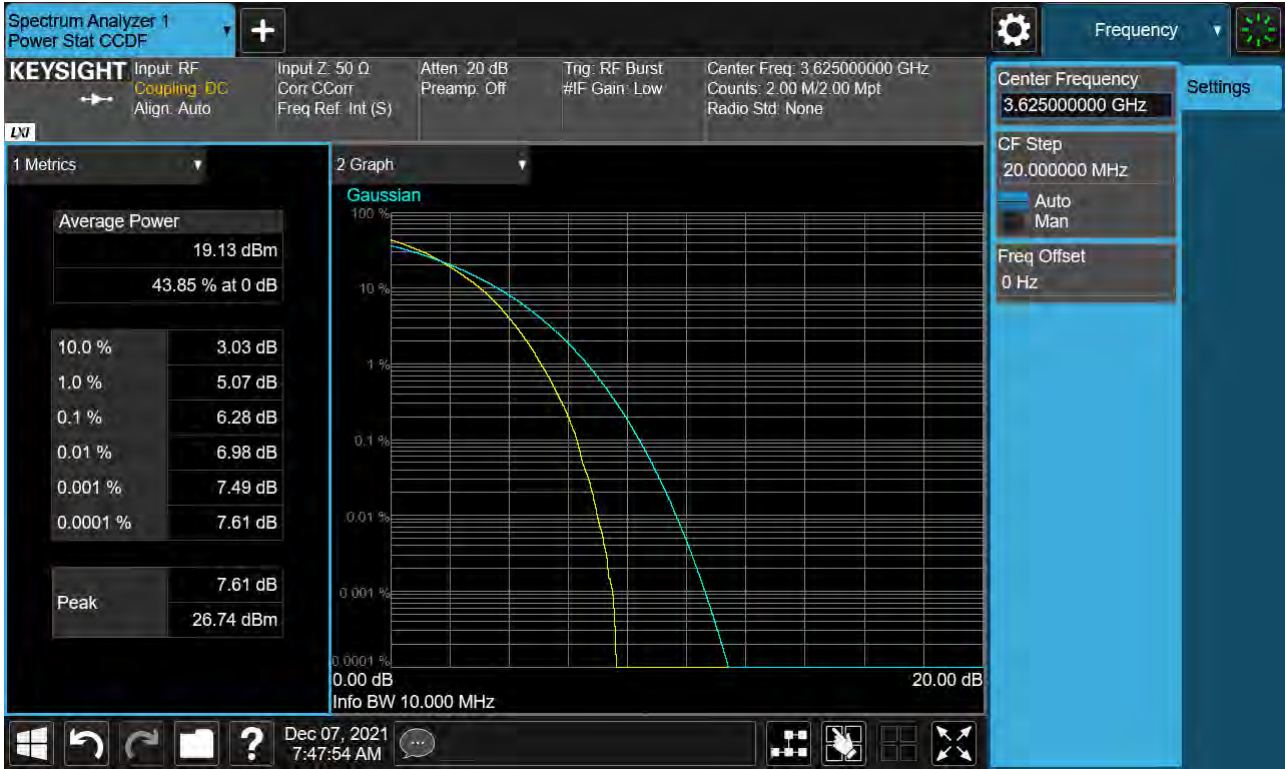 Spectrum Analyzer 1
Power Stat CCDF
Frequency
KEYSIGHT
Input: RF
Coupling: DC
Align: Auto
Input Z: 50 Ω
Corr CCorr
Freq Ref: Int (S)
Atten: 20 dB
Preamp: Off
Trig: RF Burst
#IF Gain: Low
Center Freq: 3.625000000 GHz
Counts: 2.00 M/2.00 Mpt
Radio Std: None
LXI
Center Frequency
3.625000000 GHz
Settings
CF Step
20.000000 MHz
Auto
Man
Freq Offset
0 Hz
1 Metrics
Average Power
19.13 dBm
43.85 % at 0 dB
10.0 % 3.03 dB
1.0 % 5.07 dB
0.1 % 6.28 dB
0.01 % 6.98 dB
0.001 % 7.49 dB
0.0001 % 7.61 dB
Peak
7.61 dB
26.74 dBm
2 Graph
Gaussian
100 %
10 %
1 %
0.1 %
0.01 %
0.001 %
0.0001 %
0.00 dB 20.00 dB
Info BW 10.000 MHz
?
Dec 07, 2021
7:47:54 AM